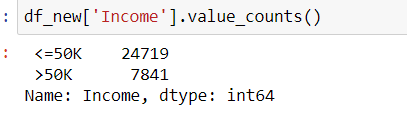 : df_new['Income'].value_counts()
: <=50K 24719
>50K 7841
Name: Income, dtype: int64